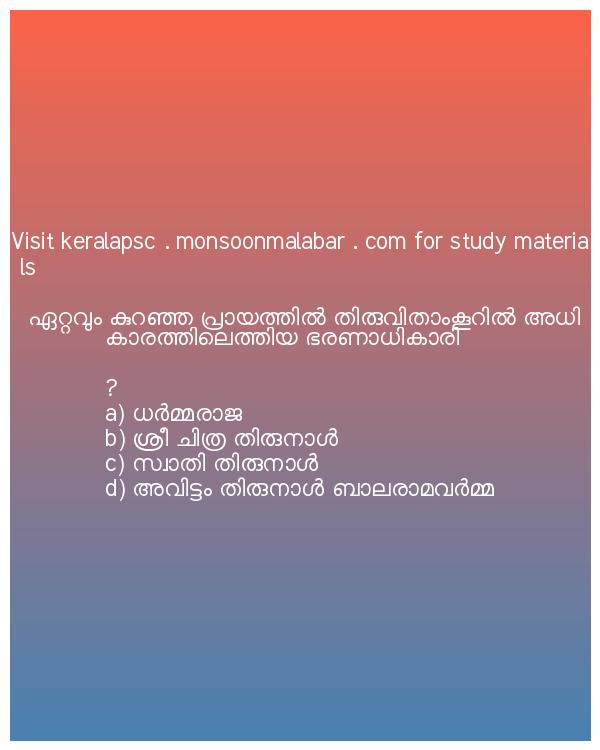 Visit keralapsc . monsoonmalabar . com for study materia
ls
ഏറ്റവും കുറഞ്ഞ പ്രായത്തിൽ തിരുവിതാംകൂറിൽ അധി
കാരത്തിലെത്തിയ ഭരണാധികാരി
?
a) ധർമ്മരാജ
b) ശ്രീ ചിത്ര തിരുനാൾ
c) സ്വാതി തിരുനാൾ
d) അവിട്ടം തിരുനാൾ ബാലരാമവർമ്മ